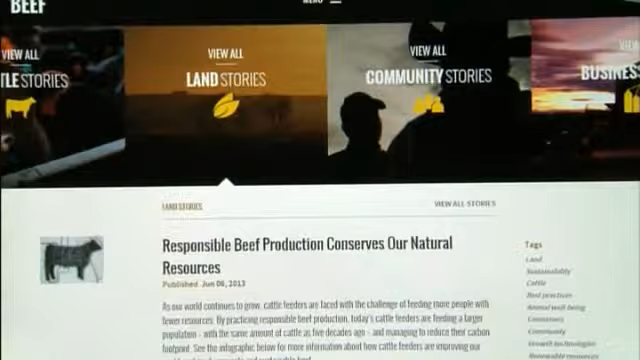 BEEF
MENU
VIEW ALL
TLE STORIES
VIEW ALL
LAND STORIES
VIEW ALL
COMMUNITY STORIES
VIEW
BUSINES
LAND STORIES
VIEW ALL STORIES
Responsible Beef Production Conserves Our Natural
Resources
Published Jun 06, 2013
As our world continues to grow, cattle feeders are faced with the challenge of feeding more people with
fewer resources. By practicing responsible beef production, today's cattle feeders are feeding a larger
population - with the same amount of cattle as five decades ago - and managing to reduce their carbon
footprint. See the infographic below for more information about how cattle feeders are improving our
Tags
Land
Sustainability
Cattle
Best practices
Animal well-being
Consumers
Community
Growth technologies
Renewable resources